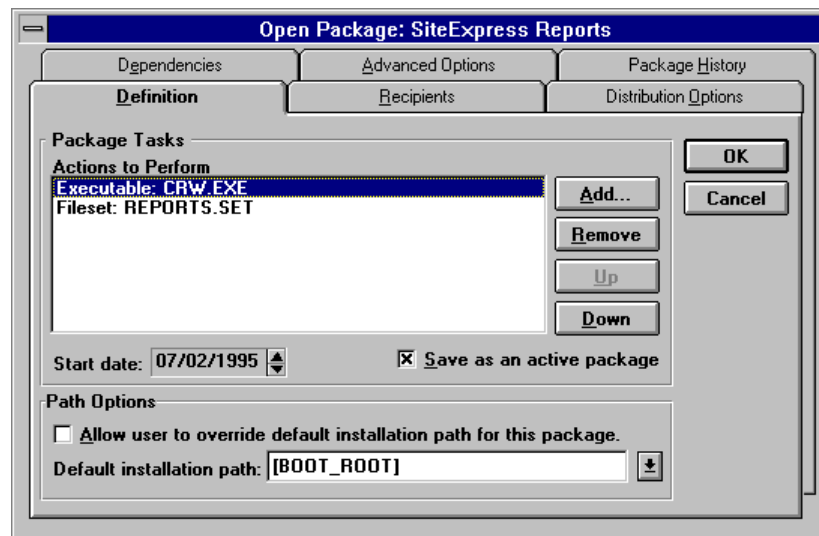 Open Package: SiteExpress Reports
Dependencies
Advanced Options
Package History
Definition
Recipients
Distribution Options
Package Tasks
Actions to Perform
Executable: CRW.EXE
Fileset: REPORTS.SET
Add...
Remove
Up
Down
OK
Cancel
Start date: 07/02/1995
Save as an active package
Path Options
Allow user to override default installation path for this package.
Default installation path: [BOOT_ROOT]